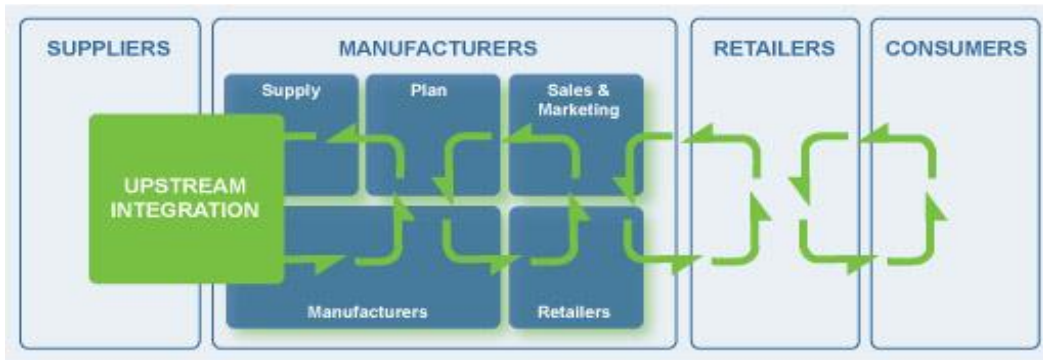 SUPPLIERS
MANUFACTURERS
RETAILERS
CONSUMERS
Supply
Plan
Sales &
Marketing
UPSTREAM
INTEGRATION
Manufacturers
Retailers